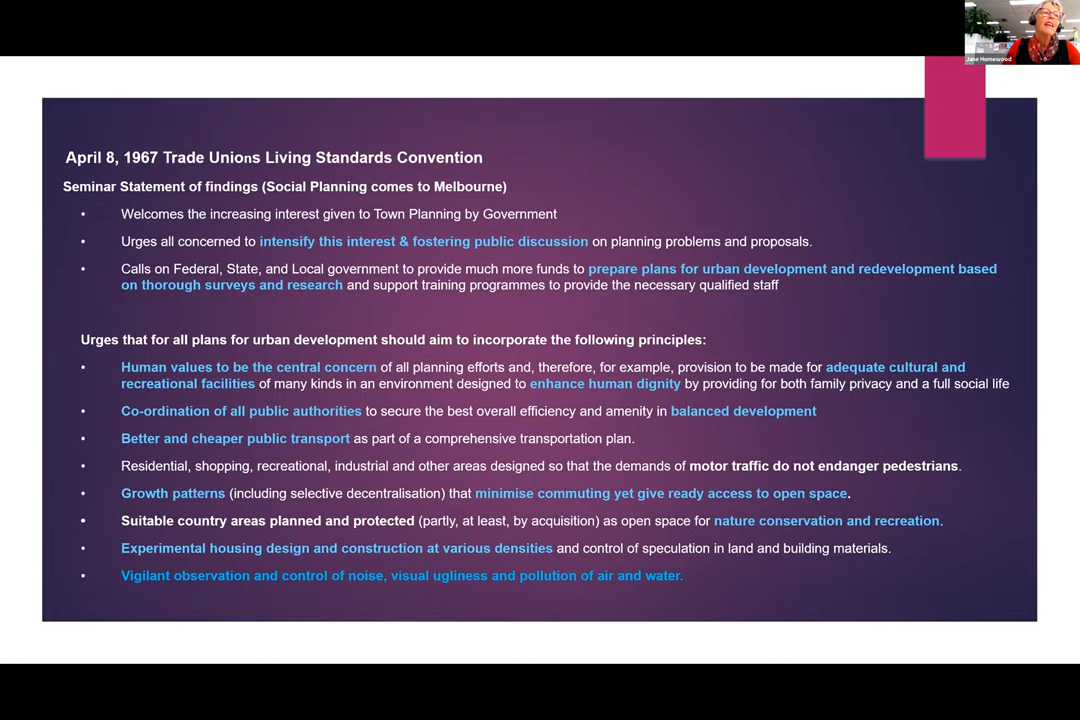 Jane Homewood
April 8, 1967 Trade Unions Living Standards Convention
Seminar Statement of findings (Social Planning comes to Melbourne)
• Welcomes the increasing interest given to Town Planning by Government
• Urges all concerned to intensify this interest & fostering public discussion on planning problems and proposals.
• Calls on Federal, State, and Local government to provide much more funds to prepare plans for urban development and redevelopment based
on thorough surveys and research and support training programmes to provide the necessary qualified staff
Urges that for all plans for urban development should aim to incorporate the following principles:
• Human values to be the central concern of all planning efforts and, therefore, for example, provision to be made for adequate cultural and
recreational facilities of many kinds in an environment designed to enhance human dignity by providing for both family privacy and a full social life
• Co-ordination of all public authorities to secure the best overall efficiency and amenity in balanced development
• Better and cheaper public transport as part of a comprehensive transportation plan.
• Residential, shopping, recreational, industrial and other areas designed so that the demands of motor traffic do not endanger pedestrians.
• Growth patterns (including selective decentralisation) that minimise commuting yet give ready access to open space.
• Suitable country areas planned and protected (partly, at least, by acquisition) as open space for nature conservation and recreation.
• Experimental housing design and construction at various densities and control of speculation in land and building materials.
• Vigilant observation and control of noise, visual ugliness and pollution of air and water.